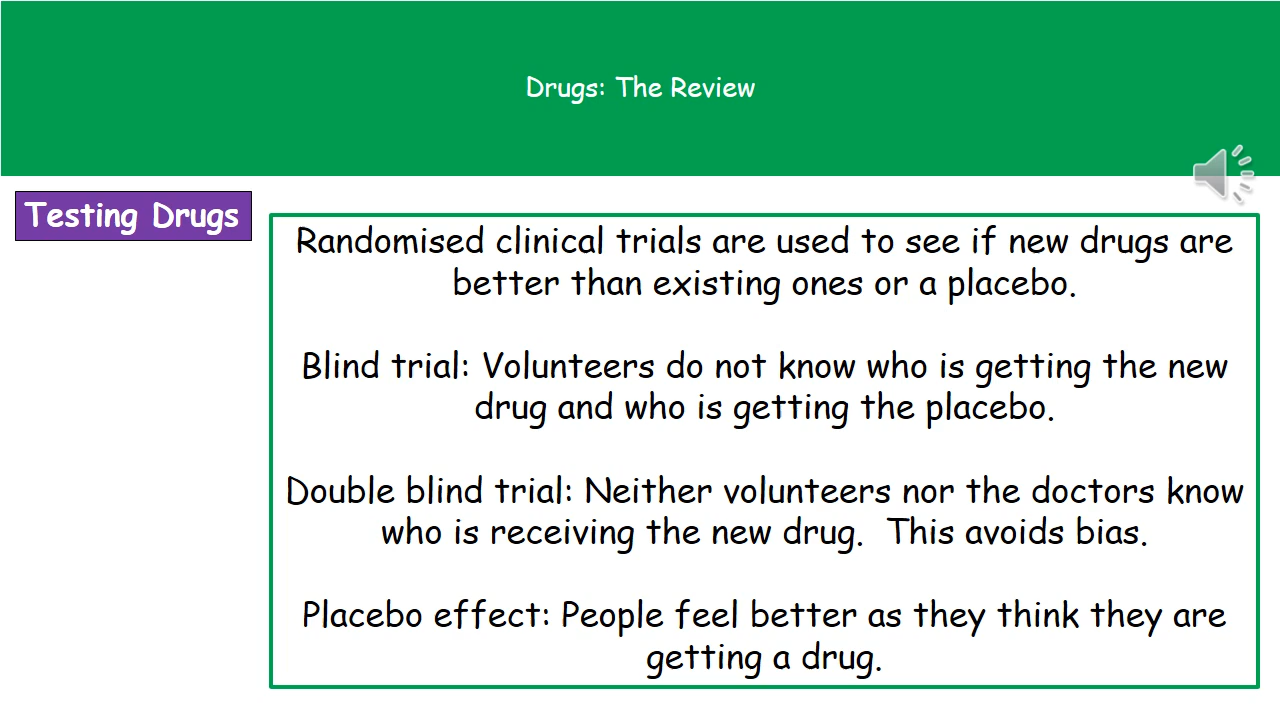 Drugs: The Review
Testing Drugs
Randomised clinical trials are used to see if new drugs are
better than existing ones or a placebo.
Blind trial: Volunteers do not know who is getting the new
drug and who is getting the placebo.
Double blind trial: Neither volunteers nor the doctors know
who is receiving the new drug.  This avoids bias.
Placebo effect: People feel better as they think they are
getting a drug.